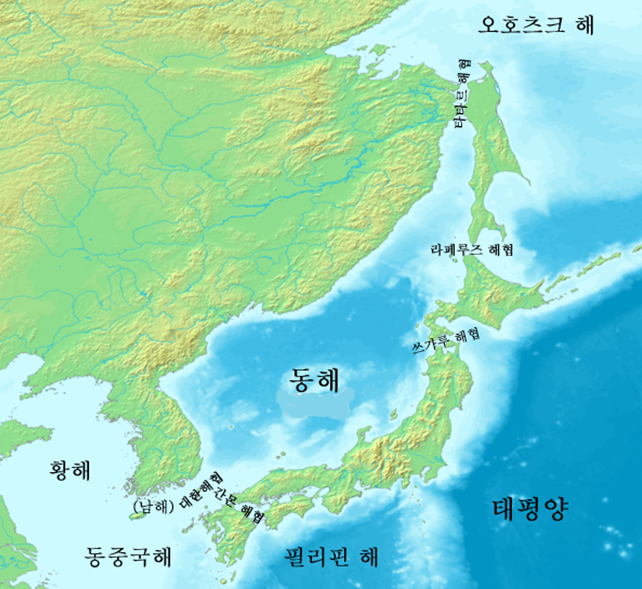 오호츠크 해
타타르 해협
라페루즈 해협
쓰가루 해협
동해
황해
(남해)
대한해협
간몬 해협
태평양
동중국해
필리핀 해